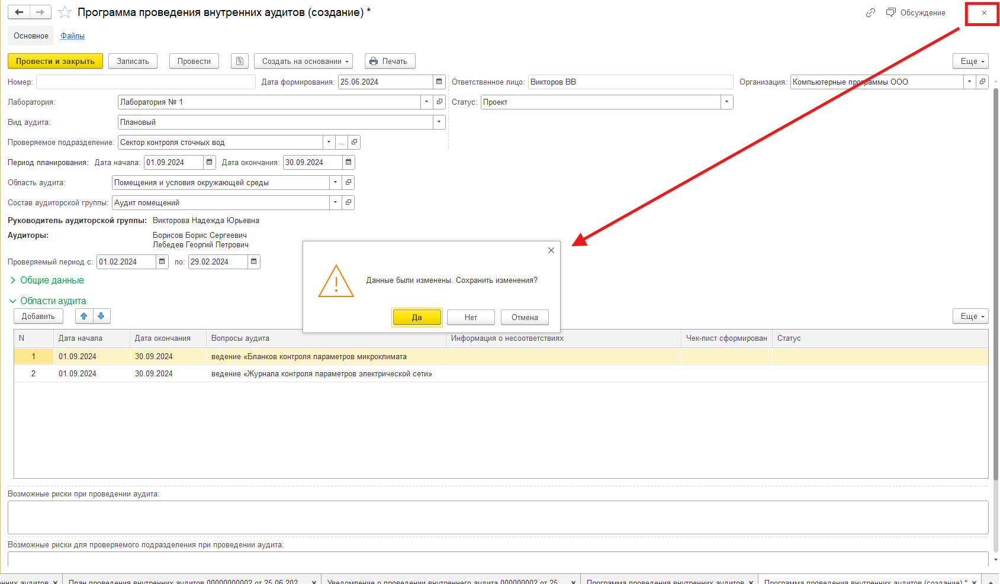 Программа проведения внутренних аудитов (создание) *
Обсуждение
Основное Файлы
Провести и закрыть Записать Провести Создать на основании Печать Еще
Номер: Дата формирования: 25.06.2024 Ответственное лицо: Викторов ВВ Организация: Компьютерные программы ООО
Лаборатория: Лаборатория № 1 Статус: Проект
Вид аудита: Плановый
Проверяемое подразделение: Сектор контроля сточных вод ...
Период планирования: Дата начала: 01.09.2024 Дата окончания: 30.09.2024
Область аудита: Помещения и условия окружающей среды
Состав аудиторской группы: Аудит помещений
Руководитель аудиторской группы: Викторова Надежда Юрьевна
Аудиторы: Борисов Борис Сергеевич
Лебедев Георгий Петрович
Проверяемый период с: 01.02.2024 по: 29.02.2024
Данные были изменены. Сохранить изменения?
Да Нет Отмена
Общие данные
Области аудита
Добавить Еще
N Дата начала Дата окончания Вопросы аудита Информация о несоответствиях Чек-лист сформирован Статус
1 01.09.2024 30.09.2024 ведение «Бланков контроля параметров микроклимата
2 01.09.2024 30.09.2024 ведение «Журнала контроля параметров электрической сети»
Возможные риски при проведении аудита:
Возможные риски для проверяемого подразделения при проведении аудита:
аудитов План проведения внутренних аудитов 00000000002 от 25.06.202... Уведомление о проведении внутреннего аудита 000000002 от 25.... Программа проведения внутренних аудитов Программа проведения внутренних аудитов (создание) *